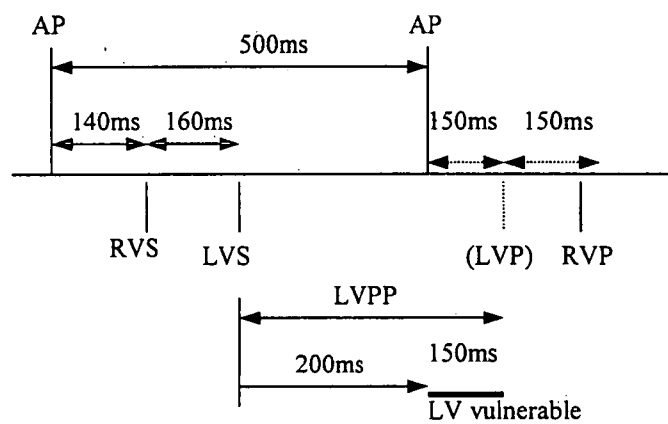 AP AP
500ms
140ms 160ms 150ms 150ms
RVS LVS (LVP) RVP
LVPP
200ms 150ms
LV vulnerable